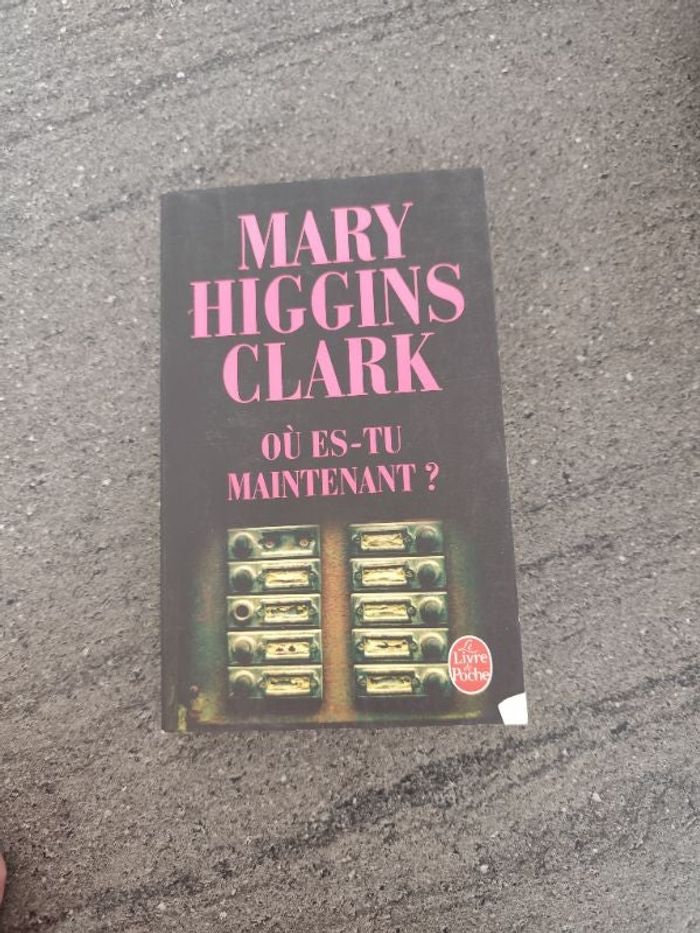 MARY
HIGGINS
CLARK
OÙ ES-TU
MAINTENANT ?
Le
Livre
de
Poche